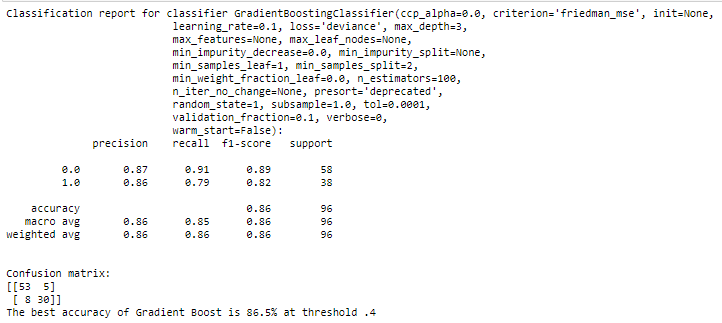 Classification report for classifier GradientBoostingClassifier(ccp_alpha=0.0, criterion='friedman_mse', init=None,
learning_rate=0.1, loss='deviance', max_depth=3,
max_features=None, max_leaf_nodes=None,
min_impurity_decrease=0.0, min_impurity_split=None,
min_samples_leaf=1, min_samples_split=2,
min_weight_fraction_leaf=0.0, n_estimators=100,
n_iter_no_change=None, presort='deprecated',
random_state=1, subsample=1.0, tol=0.0001,
validation_fraction=0.1, verbose=0,
warm_start=False):
precision recall f1-score support
0.0 0.87 0.91 0.89 58
1.0 0.86 0.79 0.82 38
accuracy 0.86 96
macro avg 0.86 0.85 0.86 96
weighted avg 0.86 0.86 0.86 96
Confusion matrix:
[[53 5]
[ 8 30]]
The best accuracy of Gradient Boost is 86.5% at threshold .4